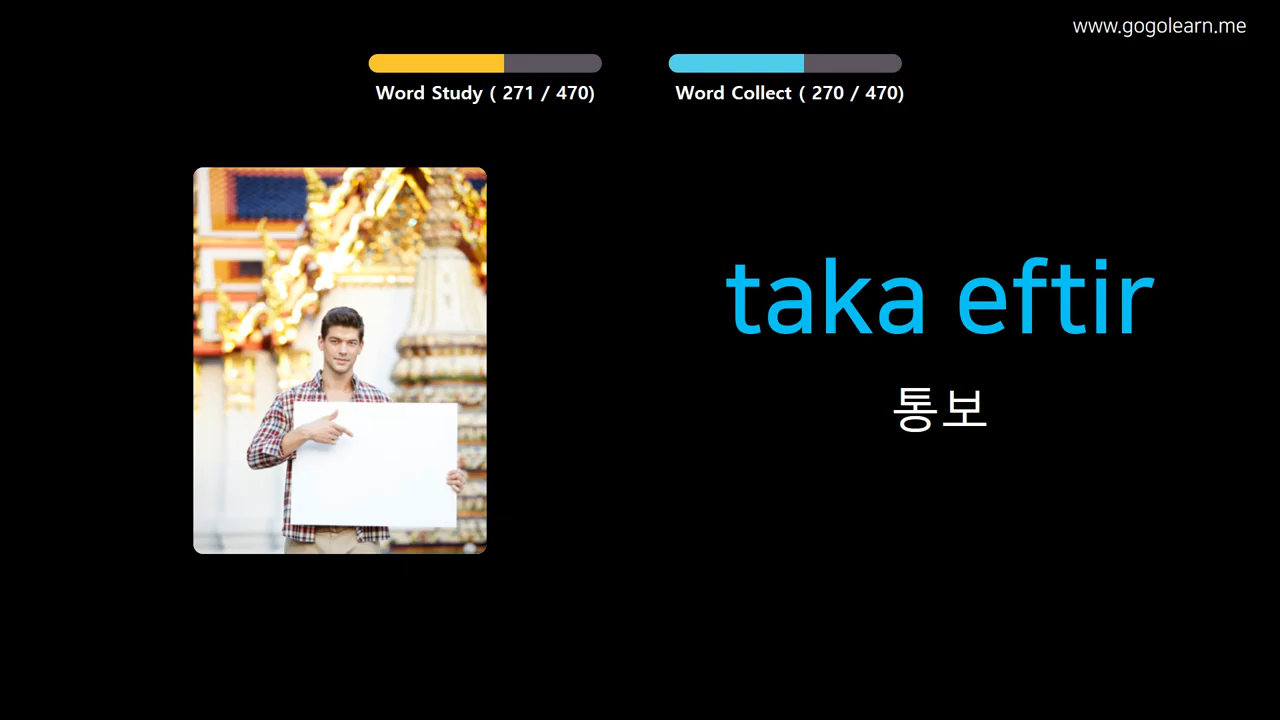 www.gogolearn.me
Word Study ( 271 / 470)
Word Collect ( 270 / 470)
taka eftir
통보